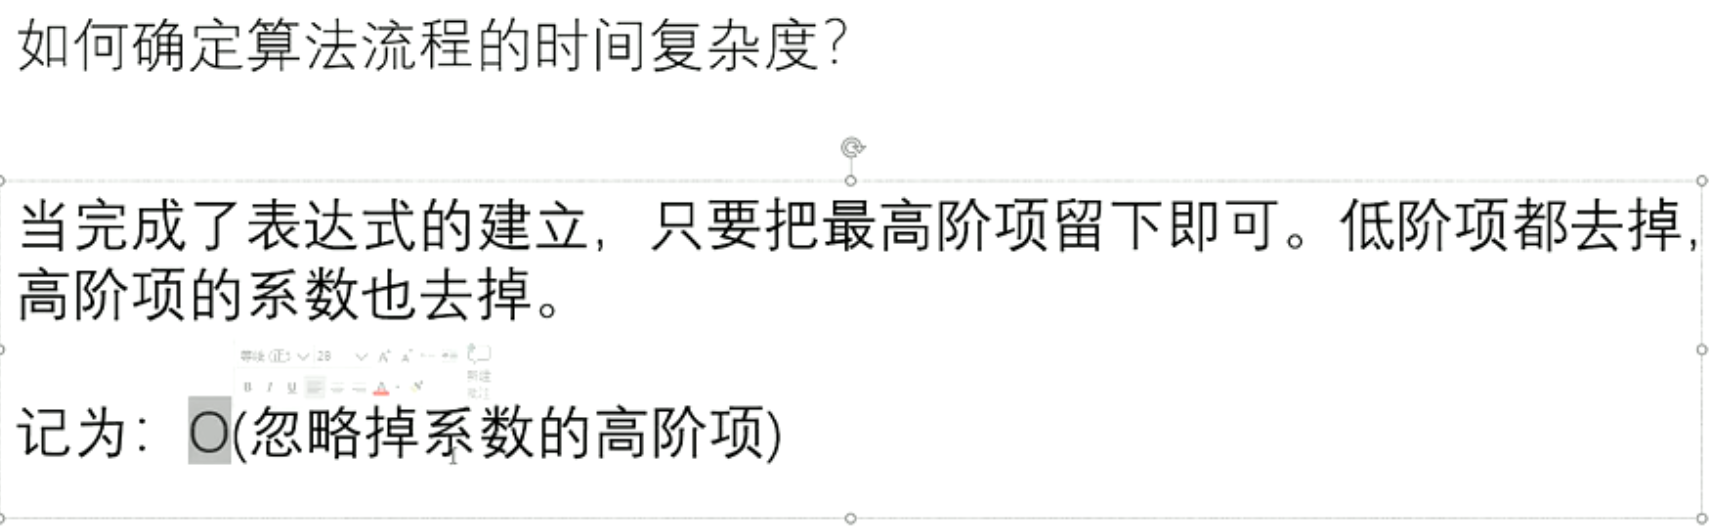 如何确定算法流程的时间复杂度？
当完成了表达式的建立，只要把最高阶项留下即可。低阶项都去掉，
高阶项的系数也去掉。
28
B I U
记为：O(忽略掉系数的高阶项)